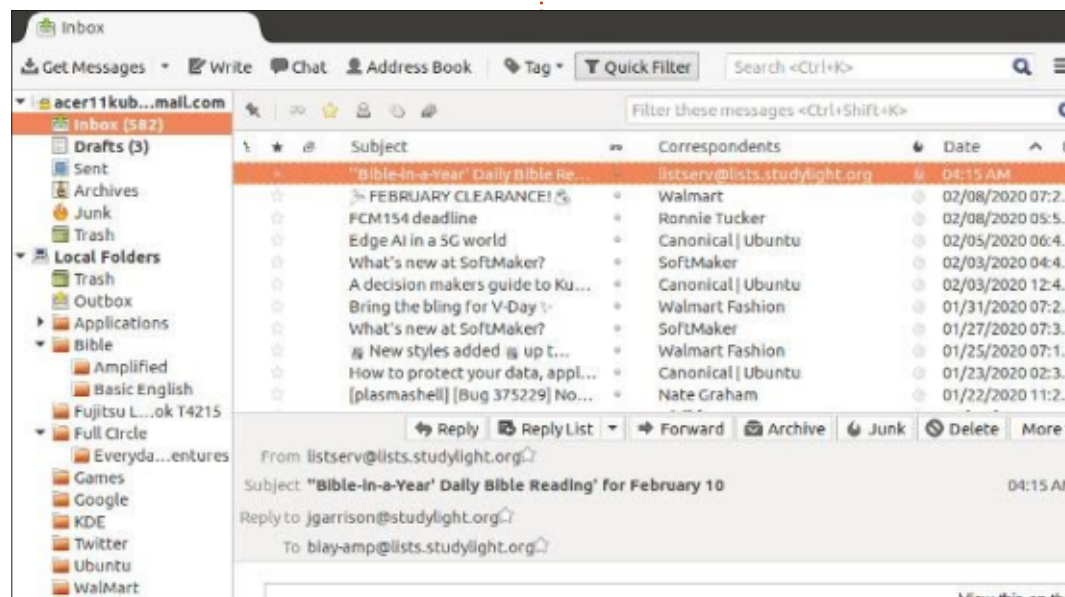 Inbox
Get Messages Write Chat Address Book Tag Quick Filter Search <Ctrl+K>
acer11kub...mail.com
Inbox (582)
Drafts (3)
Sent
Archives
Junk
Trash
Local Folders
Trash
Outbox
Applications
Bible
Amplified
Basic English
Fujitsu L...ok T4215
Full Circle
Everyda...entures
Games
Google
KDE
Twitter
Ubuntu
WalMart
Filter these messages <Ctrl+Shift+K>
Subject Correspondents Date
"'Bible-in-a-Year' Daily Bible Re... listserv@lists.studylight.org 04:15 AM
FEBRUARY CLEARANCE! Walmart 02/08/2020 07:2...
FCM154 deadline Ronnie Tucker 02/08/2020 05:5...
Edge AI in a 5G world Canonical | Ubuntu 02/05/2020 06:4...
What's new at SoftMaker? SoftMaker 02/03/2020 04:4...
A decision makers guide to Ku... Canonical | Ubuntu 02/03/2020 12:4...
Bring the bling for V-Day Walmart Fashion 01/31/2020 07:2...
What's new at SoftMaker? SoftMaker 01/27/2020 07:3...
New styles added up t... Walmart Fashion 01/25/2020 07:1...
How to protect your data, appl... Canonical | Ubuntu 01/23/2020 02:3...
[plasmashell] [Bug 375229] No... Nate Graham 01/22/2020 11:2...
Reply Reply List Forward Archive Junk Delete More
From listserv@lists.studylight.org
Subject "'Bible-in-a-Year' Daily Bible Reading' for February 10 04:15 AM
Reply to jgarrison@studylight.org
To biay-amp@lists.studylight.org